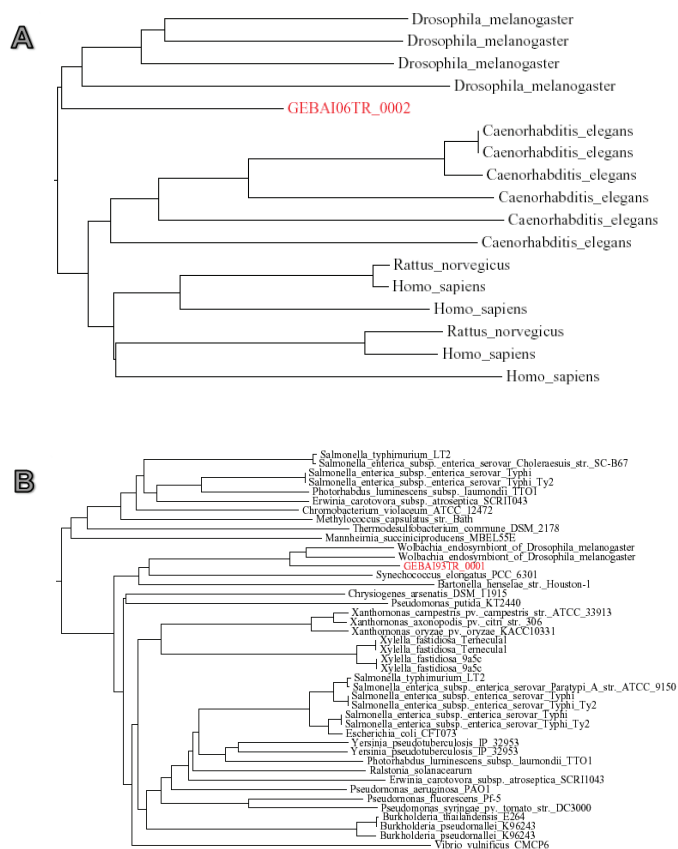 A
Drosophila_melanogaster
Drosophila_melanogaster
Drosophila_melanogaster
Drosophila_melanogaster
GEBAI06TR_0002
Caenorhabditis_elegans
Caenorhabditis_elegans
Caenorhabditis_elegans
Caenorhabditis_elegans
Caenorhabditis_elegans
Caenorhabditis_elegans
Rattus_norvegicus
Homo_sapiens
Homo_sapiens
Rattus_norvegicus
Homo_sapiens
Homo_sapiens
B
Salmonella_typhimurium_LT2
Salmonella_enterica_subsp._enterica_serovar_Choleraesuis_str._SC-B67
Salmonella_enterica_subsp._enterica_serovar_Typhi
Salmonella_enterica_subsp._enterica_serovar_Typhi_Ty2
Photorhabdus_luminescens_subsp._laumondii_TTO1
Erwinia_carotovora_subsp._atroseptica_SCRI1043
Chromobacterium_violaceum_ATCC_12472
Methylococcus_capsulatus_str._Bath
Thermodesulfobacterium_commune_DSM_2178
Mannheimia_succiniciproducens_MBEL55E
Wolbachia_endosymbiont_of_Drosophila_melanogaster
Wolbachia_endosymbiont_of_Drosophila_melanogaster
GEBAI93TR_0001
Synechococcus_elongatus_PCC_6301
Bartonella_henselae_str._Houston-1
Chrysiogenes_arsenatis_DSM_11915
Pseudomonas_putida_KT2440
Xanthomonas_campestris_pv._campestris_str._ATCC_33913
Xanthomonas_axonopodis_pv._citri_str._306
Xanthomonas_oryzae_pv._oryzae_KACC10331
Xylella_fastidiosa_Temecula1
Xylella_fastidiosa_Temecula1
Xylella_fastidiosa_9a5c
Xylella_fastidiosa_9a5c
Salmonella_typhimurium_LT2
Salmonella_enterica_subsp._enterica_serovar_Paratypi_A_str._ATCC_9150
Salmonella_enterica_subsp._enterica_serovar_Typhi
Salmonella_enterica_subsp._enterica_serovar_Typhi_Ty2
Salmonella_enterica_subsp._enterica_serovar_Typhi
Salmonella_enterica_subsp._enterica_serovar_Typhi_Ty2
Escherichia_coli_CFT073
Yersinia_pseudotuberculosis_IP_32953
Yersinia_pseudotuberculosis_IP_32953
Photorhabdus_luminescens_subsp._laumondii_TTO1
Ralstonia_solanacearum
Erwinia_carotovora_subsp._atroseptica_SCRI1043
Pseudomonas_aeruginosa_PAO1
Pseudomonas_fluorescens_Pf-5
Pseudomonas_syringae_pv._tomato_str._DC3000
Burkholderia_thailandensis_E264
Burkholderia_pseudomallei_K96243
Burkholderia_pseudomallei_K96243
Vibrio_vulnificus_CMCP6